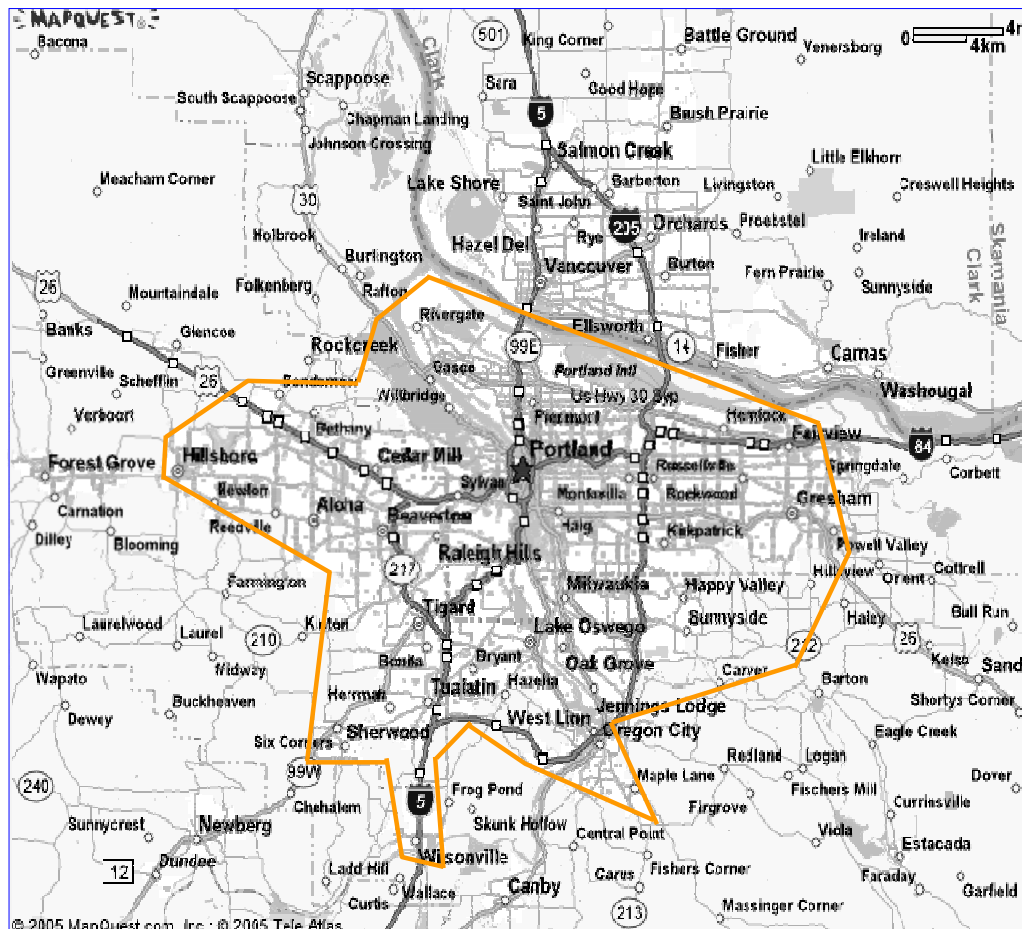 MAPQUEST
Bacona
501
King Corner
Battle Ground
Venersborg
0
4km
Clark
Scappoose
Sara
Good Hope
South Scappoose
Chapman Landing
5
Brush Prairie
Johnson Crossing
Salmon Creek
Little Elkhorn
Meacham Corner
Lake Shore
Barberton
Livingston
Creswell Heights
30
Saint John
205
Orchards
Proebstel
Holbrook
Hazel Dell
Rye
Ireland
Skamania
Clark
Burlington
Vancouver
Burton
Fern Prairie
Sunnyside
26
Folkenberg
Rafton
Mountaindale
Banks
Glencoe
Rivergate
Ellsworth
99E
14
Fisher
Rockcreek
Camas
Greenville
Scheffin
26
Gasco
Portland Intl
Washougal
Verboort
Willbridge
Us Hwy 30 Byp
Piermont
Hemlock
Bethany
Fairview
84
Forest Grove
Hillsboro
Cedar Mill
Portland
Springdale
Corbett
Sylvan
Russellville
Newton
Montavilla
Rockwood
Gresham
Carnation
Reedville
Aloha
Beaverton
Haig
Kirkpatrick
Dilley
Blooming
Raleigh Hills
Powell Valley
217
Farmington
Milwaukie
Happy Valley
Hillview
Orient
Cottrell
Tigard
Sunnyside
Haley
Bull Run
Laurelwood
Laurel
210
Kinton
Lake Oswego
212
26
Kelso
Midway
Bonita
Bryant
Oak Grove
Sand
Wapato
Carver
Barton
Buckheaven
Herman
Tualatin
Hazelia
Shortys Corner
Dewey
West Linn
Jennings Lodge
Sherwood
Oregon City
Eagle Creek
Six Corners
Redland
Logan
240
99W
Maple Lane
Dover
Chehalem
5
Frog Pond
Firgrove
Fischers Mill
Currinsville
Sunnycrest
Newberg
Skunk Hollow
Central Point
Viola
Estacada
Dundee
Wilsonville
12
Ladd Hill
Fishers Corner
Faraday
Garfield
Wallace
Canby
Carus
Curtis
213
Massinger Corner
© 2005 MapQuest.com, Inc.; © 2005 Tele Atlas